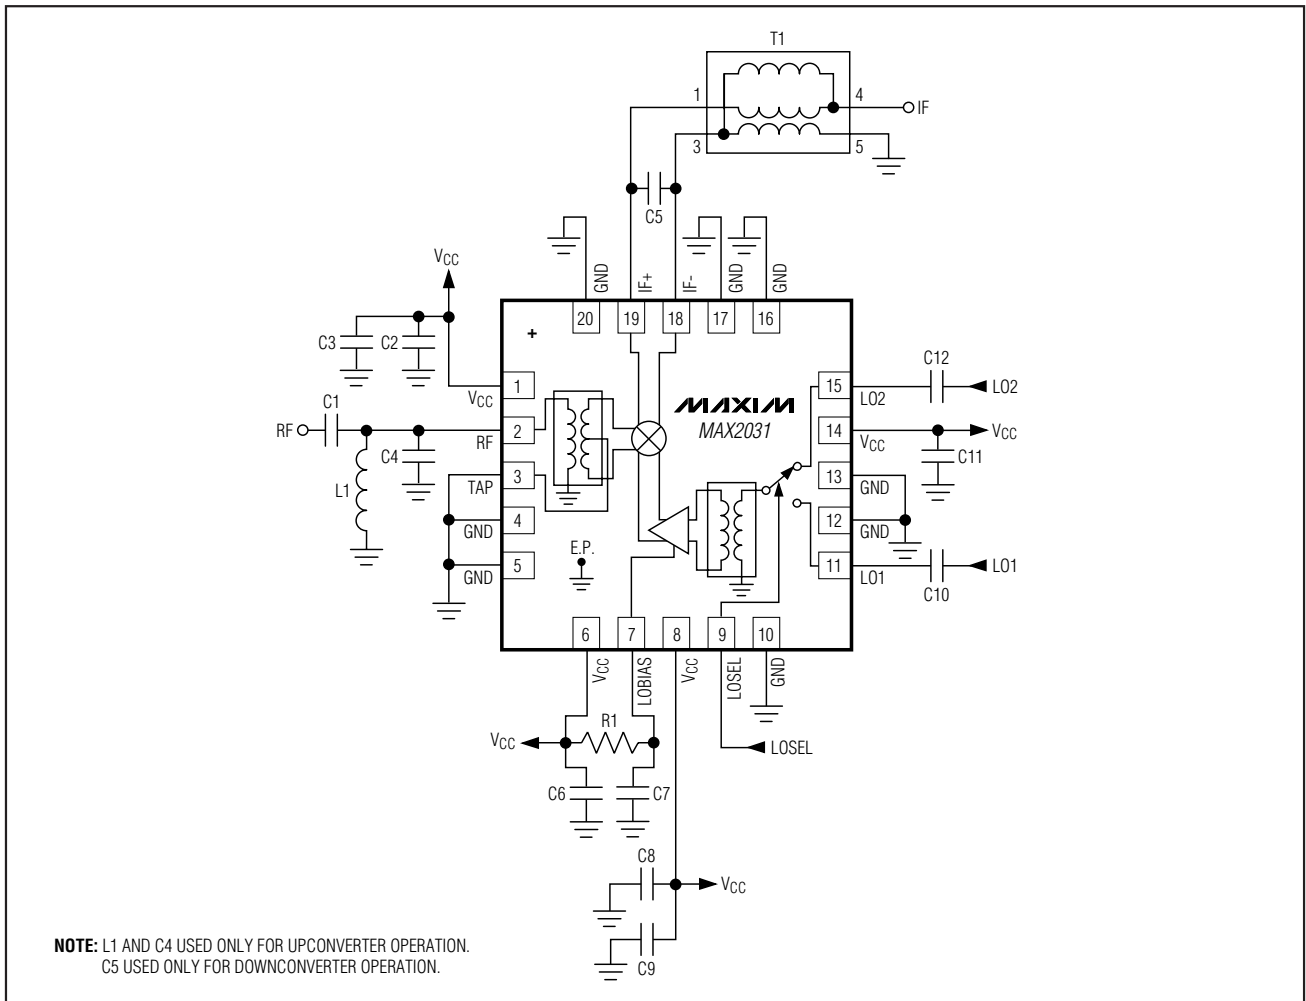 T1
1
4
IF
3
5
C5
GND
IF+
IF-
GND
GND
VCC
20
19
18
17
16
+
C3
C2
C12
1
VCC
15
LO2
LO2
MAXIM
MAX2031
C1
RF
2
RF
14
VCC
VCC
C4
C11
L1
3
TAP
13
GND
4
GND
12
GND
E.P.
5
GND
11
LO1
LO1
C10
6
7
8
9
10
VCC
LOBIAS
VCC
LOSEL
GND
R1
VCC
LOSEL
C6
C7
C8
VCC
C9
NOTE: L1 AND C4 USED ONLY FOR UPCONVERTER OPERATION.
C5 USED ONLY FOR DOWNCONVERTER OPERATION.